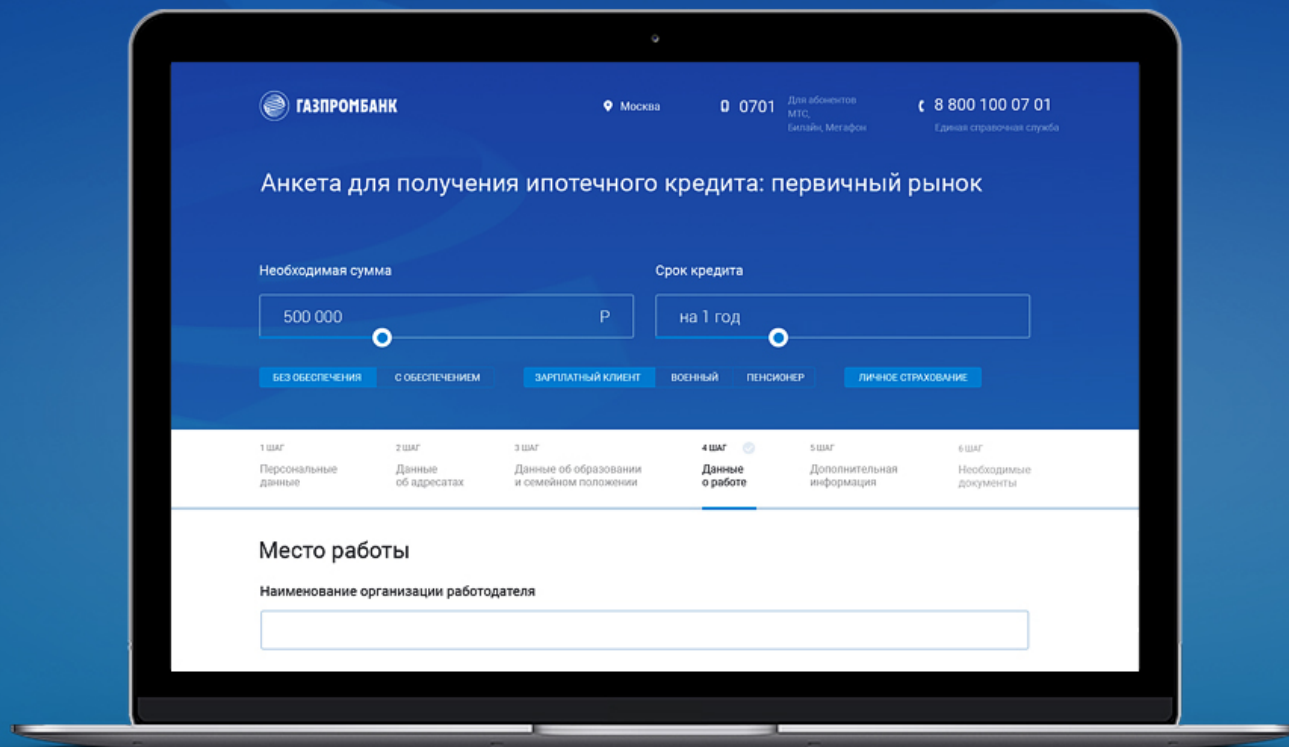 ГАЗПРОМБАНК
Москва
0701
Для абонентов
МТС,
Билайн, Мегафон
8 800 100 07 01
Единая справочная служба
Анкета для получения ипотечного кредита: первичный рынок
Необходимая сумма
Срок кредита
500 000 Р
на 1 год
БЕЗ ОБЕСПЕЧЕНИЯ
С ОБЕСПЕЧЕНИЕМ
ЗАРПЛАТНЫЙ КЛИЕНТ
ВОЕННЫЙ
ПЕНСИОНЕР
ЛИЧНОЕ СТРАХОВАНИЕ
1 ШАГ
Персональные
данные
2 ШАГ
Данные
об адресатах
3 ШАГ
Данные об образовании
и семейном положении
4 ШАГ
Данные
о работе
5 ШАГ
Дополнительная
информация
6 ШАГ
Необходимые
документы
Место работы
Наименование организации работодателя